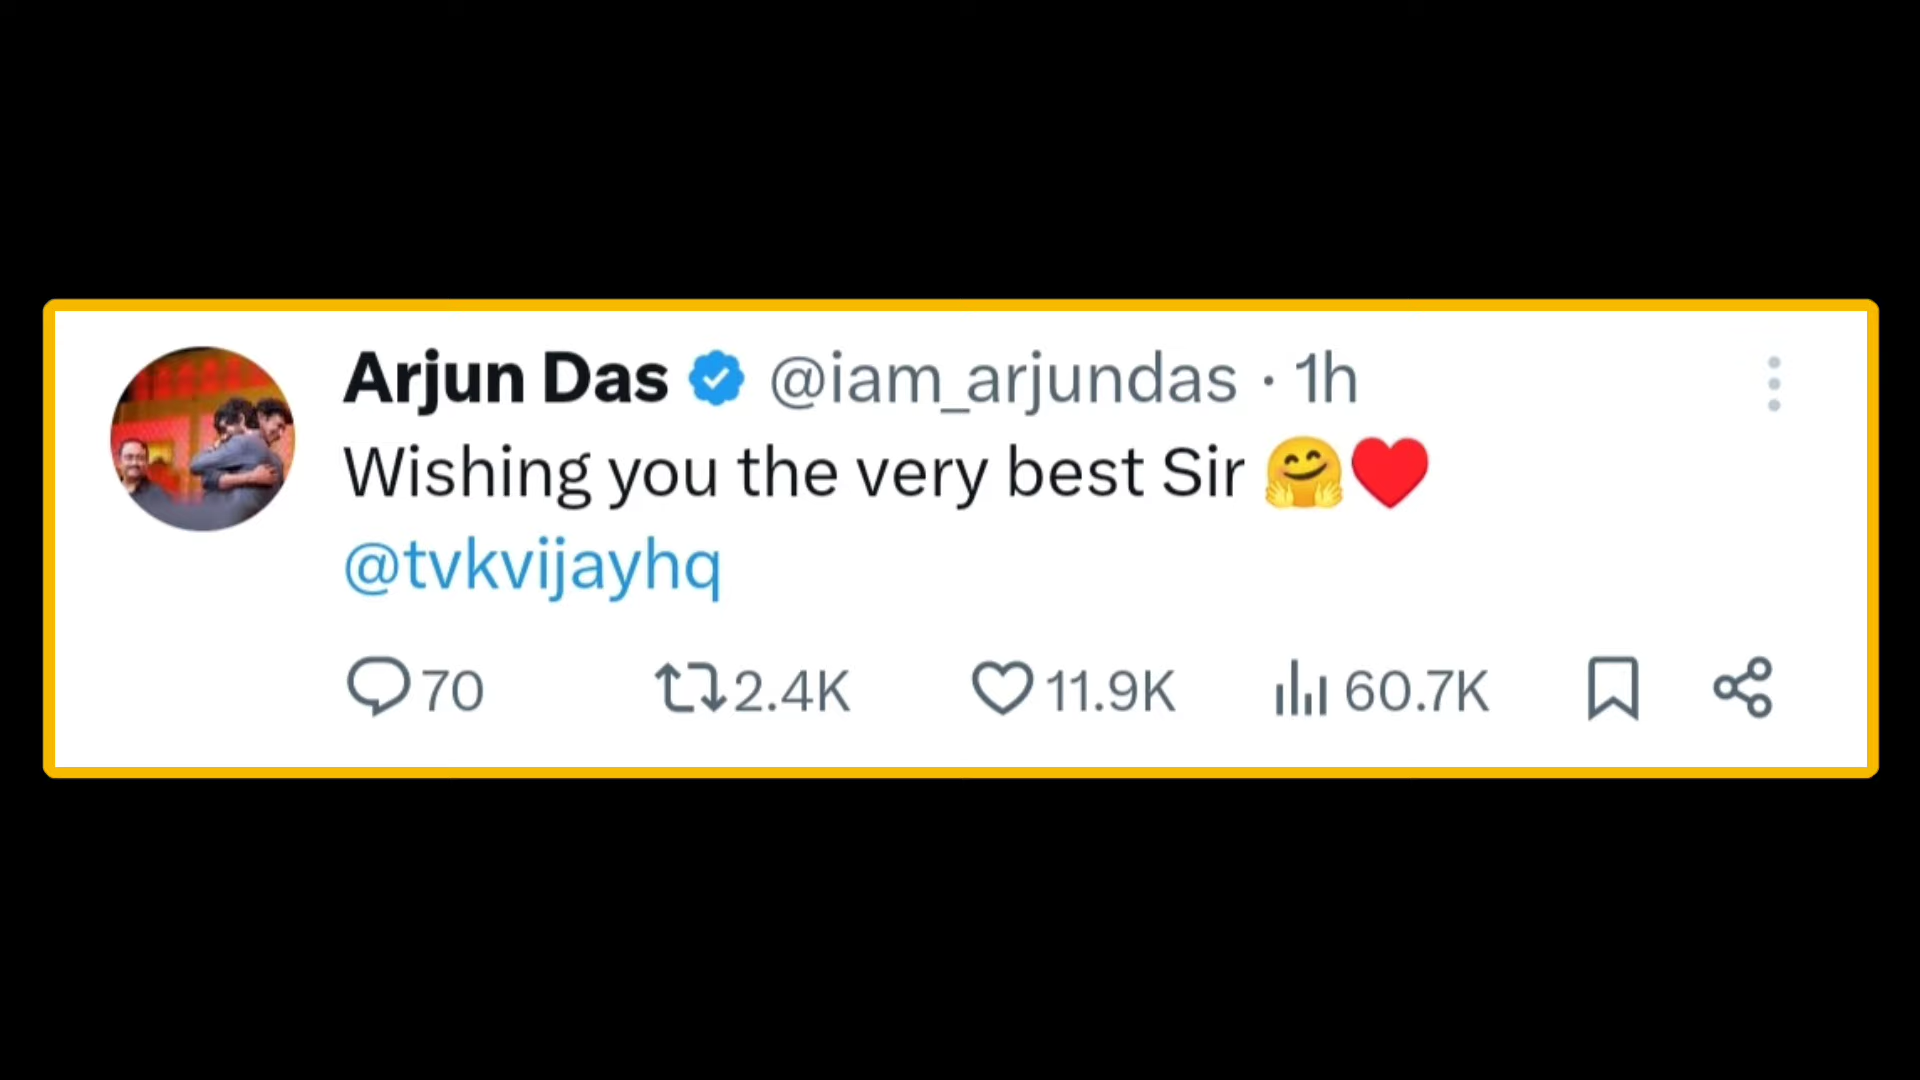 Arjun Das @iam_arjundas · 1h
Wishing you the very best Sir 🤗❤️
@tvkvijayhq
70 2.4K 11.9K 60.7K